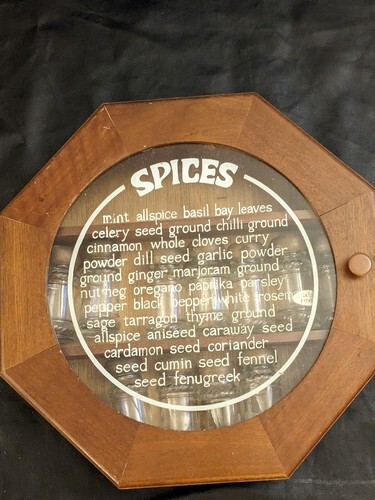 SPICES
mint allspice basil bay leaves
celery seed ground chilli ground
cinnamon whole cloves curry
powder dill seed garlic powder
ground ginger marjoram ground
nutmeg oregano paprika parsley
pepper black pepper white rosem
sage tarragon thyme ground
allspice aniseed caraway seed
cardamon seed coriander
seed cumin seed fennel
seed fenugreek